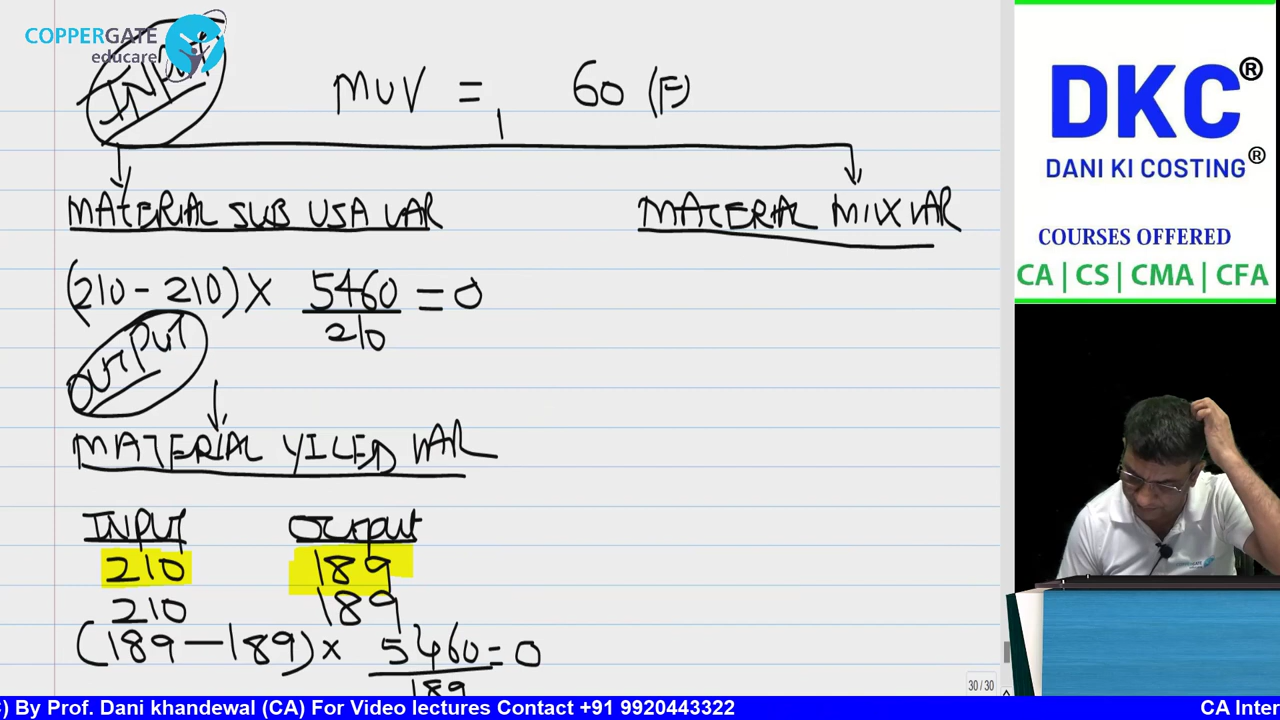 COPPERGATE
educare
INPUT
MUV = 60 (F)
MATERIAL SUB USA VAR
MATERIAL MIX VAR
(210 - 210) X 5460 = 0
210
OUTPUT
MATERIAL YILED VAR
INPUT OUTPUT
210 189
210 189
(189 - 189) x 5460 = 0
189
30/30
DKC®
DANI KI COSTING®
COURSES OFFERED
CA | CS | CMA | CFA
) By Prof. Dani khandewal (CA) For Video lectures Contact +91 9920443322
CA Inter